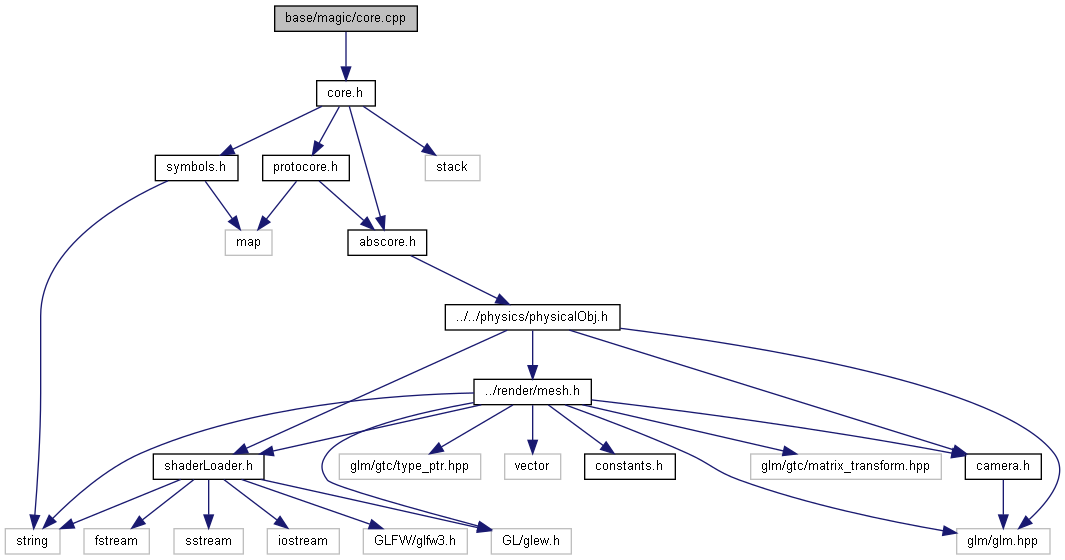 base/magic/core.cpp
core.h
symbols.h
protocore.h
stack
map
abscore.h
../../physics/physicalObj.h
../render/mesh.h
shaderLoader.h
glm/gtc/type_ptr.hpp
vector
constants.h
glm/gtc/matrix_transform.hpp
camera.h
string
fstream
sstream
iostream
GLFW/glfw3.h
GL/glew.h
glm/glm.hpp